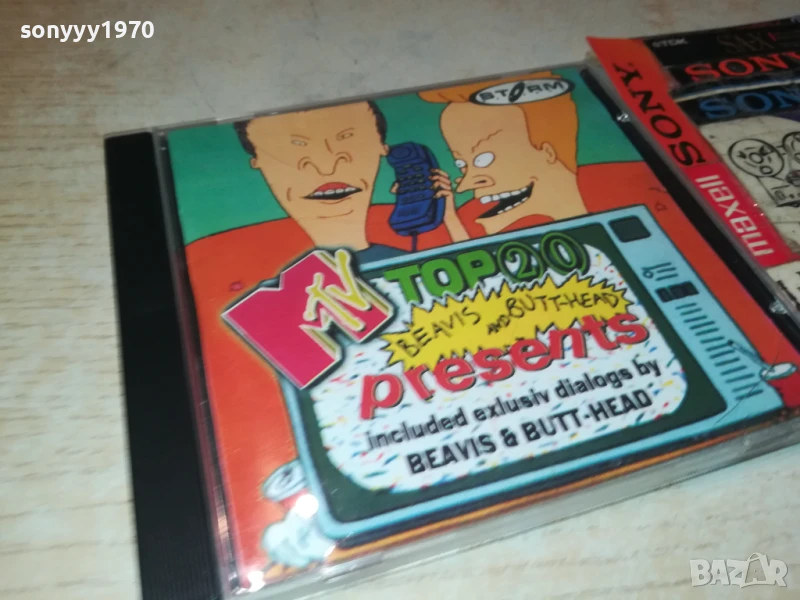 sonyyy1970
STORM
TDK
SONY
SONY
maxell
MTV
TOP 20
BEAVIS AND BUTT-HEAD
presents
included exlusiv dialogs by
BEAVIS & BUTT-HEAD
BAZAR